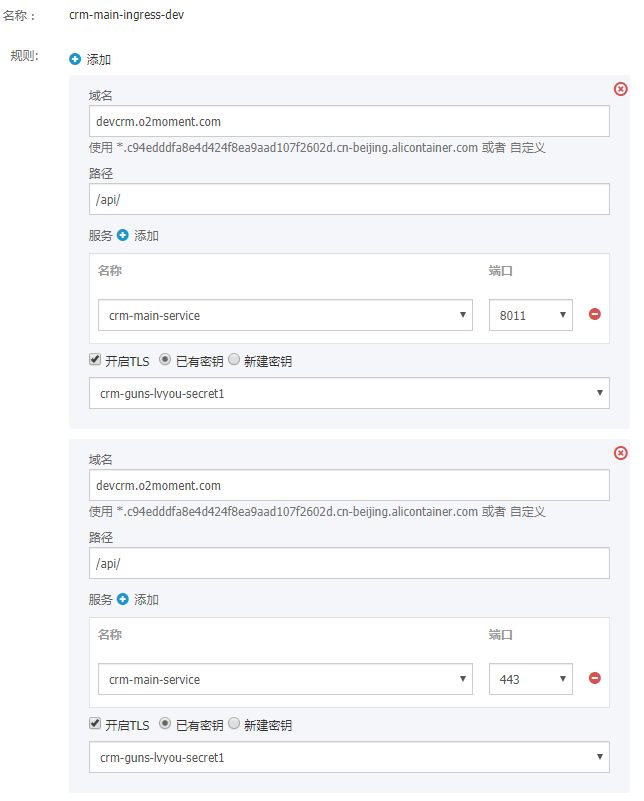 名称： crm-main-ingress-dev
规则: 添加
域名
devcrm.o2moment.com
使用 *.c94edddfa8e4d424f8ea9aad107f2602d.cn-beijing.alicontainer.com 或者 自定义
路径
/api/
服务 添加
名称 端口
crm-main-service 8011
开启TLS 已有密钥 新建密钥
crm-guns-lvyou-secret1
域名
devcrm.o2moment.com
使用 *.c94edddfa8e4d424f8ea9aad107f2602d.cn-beijing.alicontainer.com 或者 自定义
路径
/api/
服务 添加
名称 端口
crm-main-service 443
开启TLS 已有密钥 新建密钥
crm-guns-lvyou-secret1